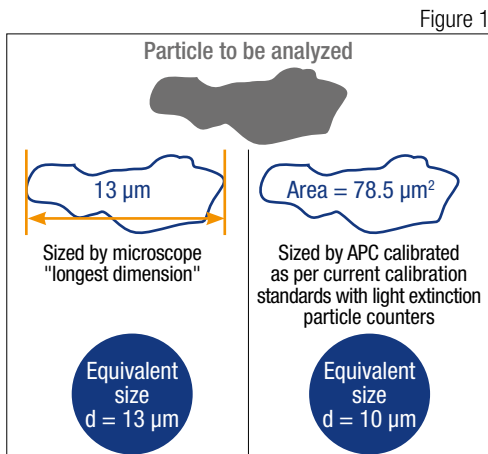 Figure 1
Particle to be analyzed
13 µm
Area = 78.5 µm²
Sized by microscope
"longest dimension"
Sized by APC calibrated
as per current calibration
standards with light extinction
particle counters
Equivalent
size
d = 13 µm
Equivalent
size
d = 10 µm